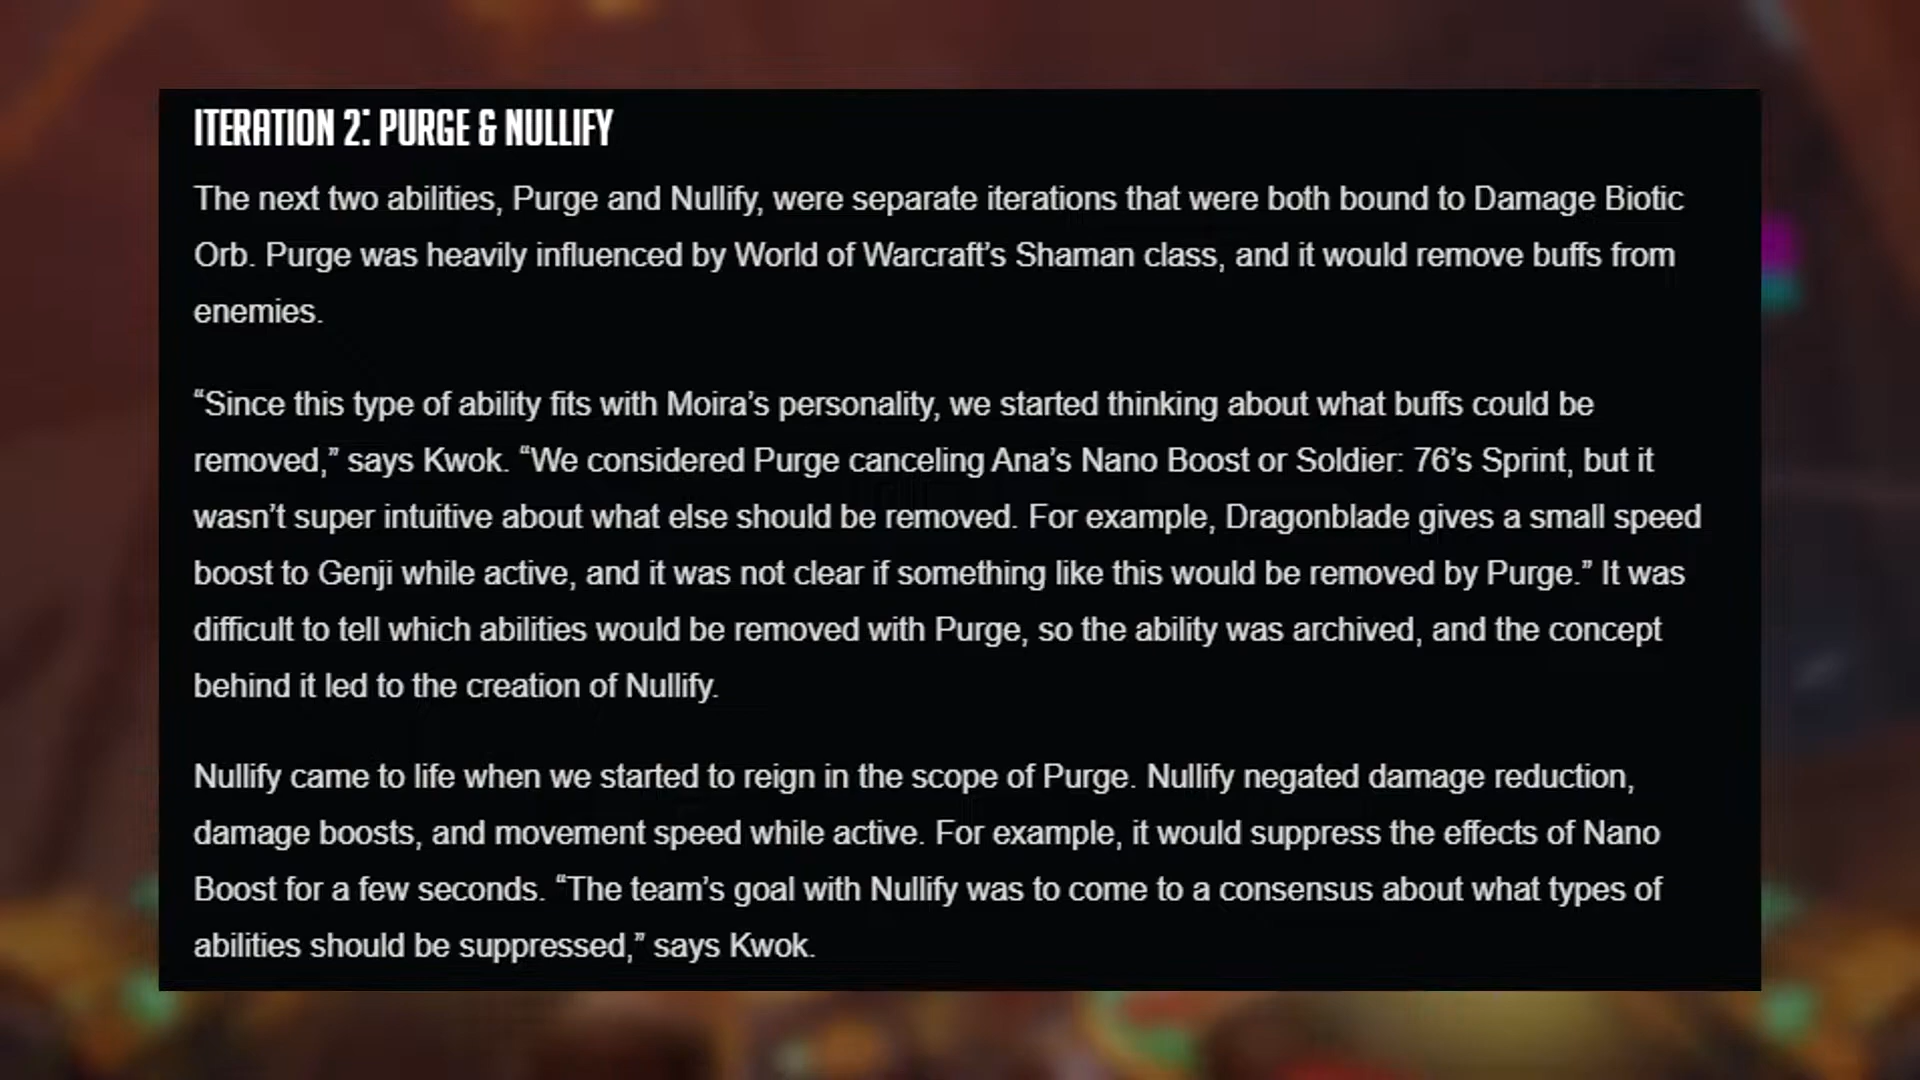 ITERATION 2: PURGE & NULLIFY
The next two abilities, Purge and Nullify, were separate iterations that were both bound to Damage Biotic
Orb. Purge was heavily influenced by World of Warcraft’s Shaman class, and it would remove buffs from
enemies.
“Since this type of ability fits with Moira’s personality, we started thinking about what buffs could be
removed,” says Kwok. “We considered Purge canceling Ana’s Nano Boost or Soldier: 76’s Sprint, but it
wasn’t super intuitive about what else should be removed. For example, Dragonblade gives a small speed
boost to Genji while active, and it was not clear if something like this would be removed by Purge.” It was
difficult to tell which abilities would be removed with Purge, so the ability was archived, and the concept
behind it led to the creation of Nullify.
Nullify came to life when we started to reign in the scope of Purge. Nullify negated damage reduction,
damage boosts, and movement speed while active. For example, it would suppress the effects of Nano
Boost for a few seconds. “The team’s goal with Nullify was to come to a consensus about what types of
abilities should be suppressed,” says Kwok.